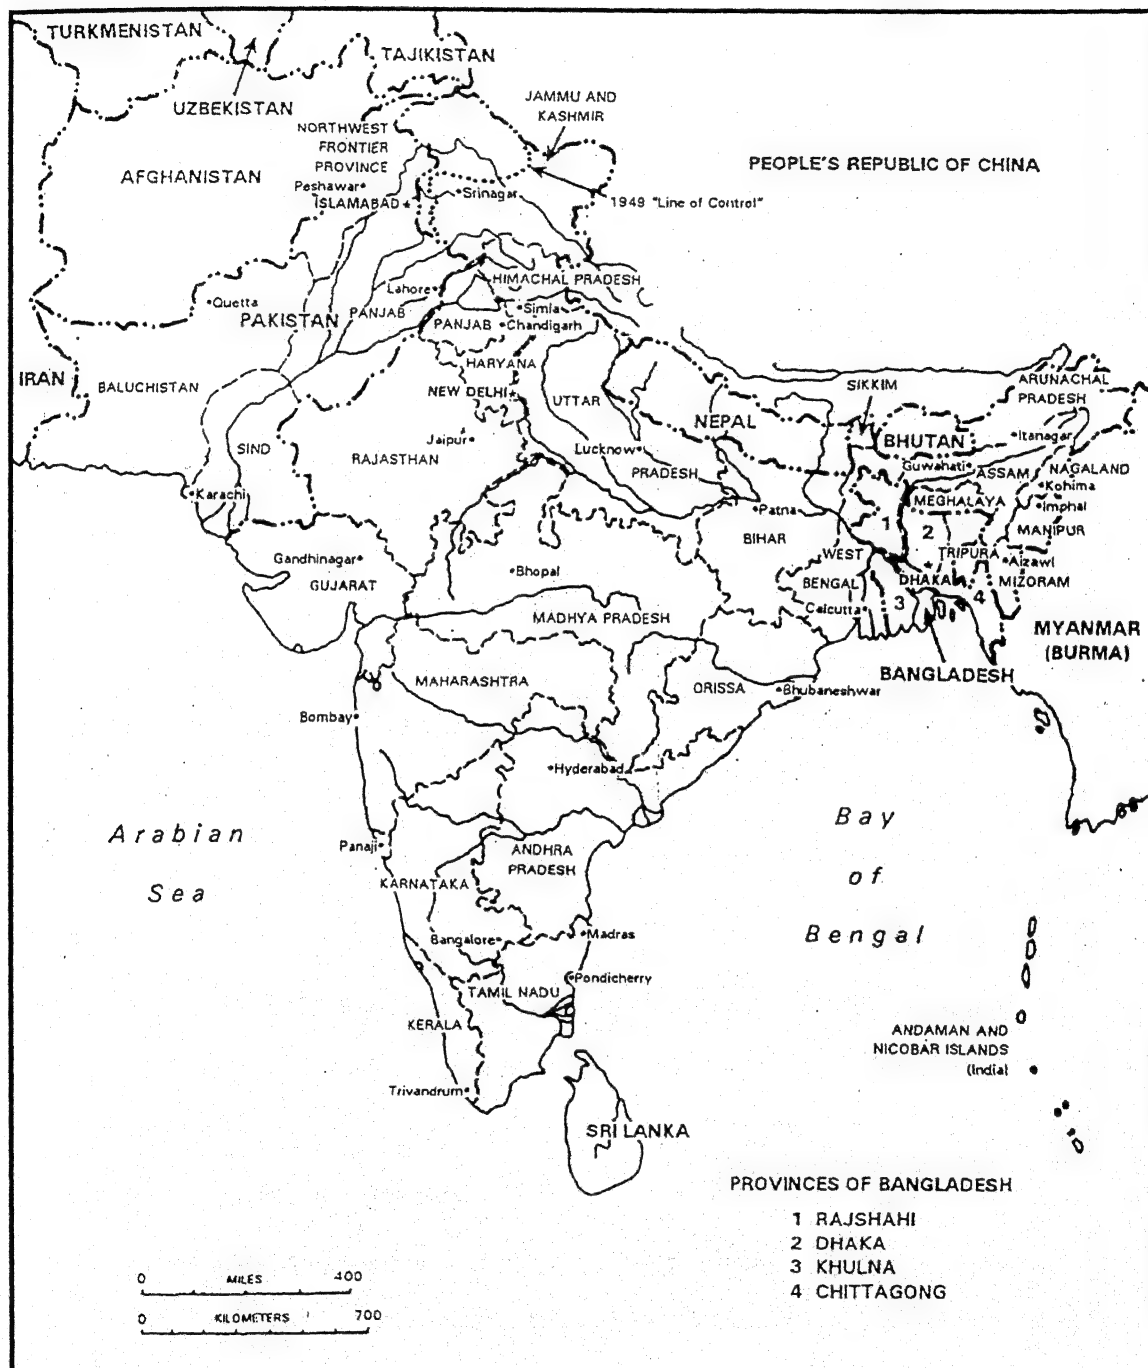 TURKMENISTAN
TAJIKISTAN
UZBEKISTAN
JAMMU AND
KASHMIR
NORTHWEST
FRONTIER
PROVINCE
PEOPLE'S REPUBLIC OF CHINA
AFGHANISTAN
Peshawar
ISLAMABAD
Srinagar
1949 "Line of Control"
HIMACHAL PRADESH
Lahore
Quetta
PAKISTAN
PANJAB
Simla
PANJAB
Chandigarh
IRAN
BALUCHISTAN
HARYANA
NEW DELHI
UTTAR
PRADESH
NEPAL
SIKKIM
ARUNACHAL
PRADESH
BHUTAN
Itanagar
SIND
Jaipur
RAJASTHAN
Lucknow
Guwahati
ASSAM
NAGALAND
Kohima
Karachi
MEGHALAYA
Imphal
Patna
1
2
MANIPUR
BIHAR
Gandhinagar
GUJARAT
Bhopal
WEST
BENGAL
TRIPURA
Aizawl
DHAKA
MIZORAM
3
4
Calcutta
MADHYA PRADESH
MYANMAR
(BURMA)
BANGLADESH
MAHARASHTRA
ORISSA
Bhubaneshwar
Bombay
Hyderabad
Arabian
Sea
Bay
of
Bengal
Panaji
ANDHRA
PRADESH
KARNATAKA
Bangalore
Madras
Pondicherry
TAMIL NADU
KERALA
ANDAMAN AND
NICOBAR ISLANDS
(India)
Trivandrum
SRI LANKA
PROVINCES OF BANGLADESH
1 RAJSHAHI
2 DHAKA
3 KHULNA
4 CHITTAGONG
0 MILES 400
0 KILOMETERS 700